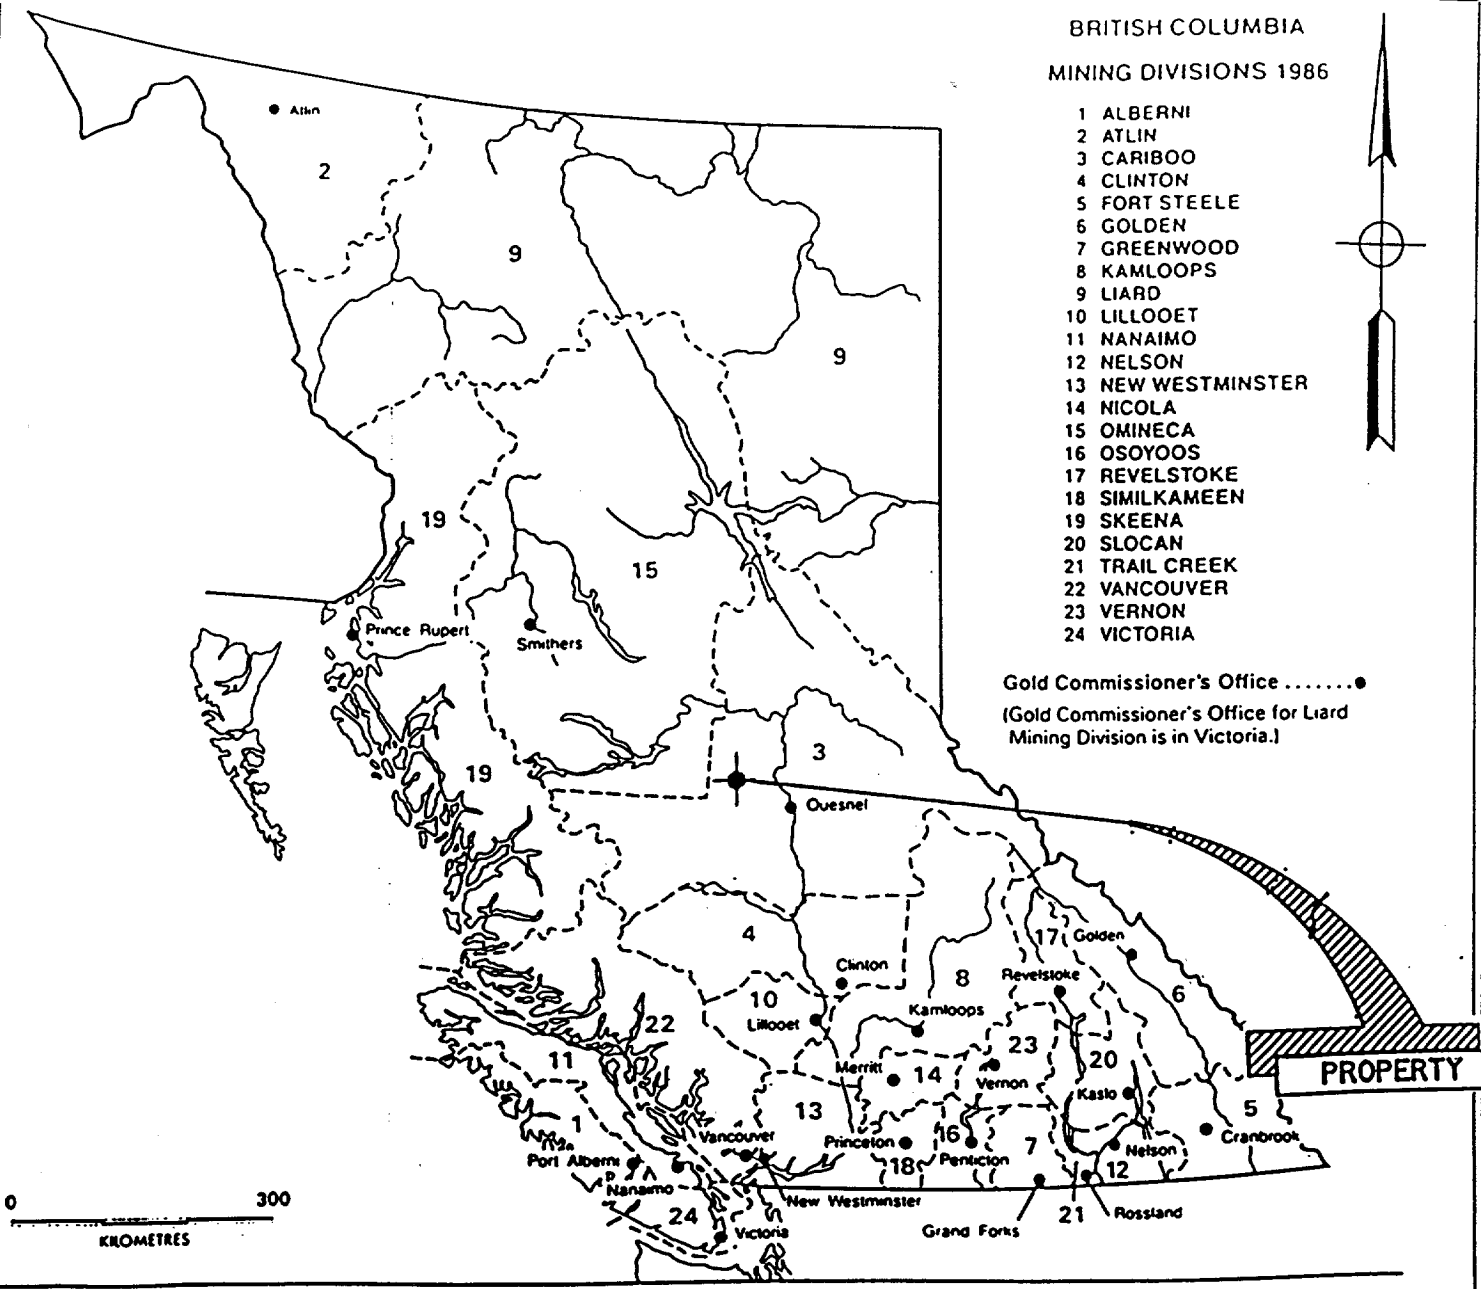 BRITISH COLUMBIA
MINING DIVISIONS 1986
1 ALBERNI
2 ATLIN
3 CARIBOO
4 CLINTON
5 FORT STEELE
6 GOLDEN
7 GREENWOOD
8 KAMLOOPS
9 LIARD
10 LILLOOET
11 NANAIMO
12 NELSON
13 NEW WESTMINSTER
14 NICOLA
15 OMINECA
16 OSOYOOS
17 REVELSTOKE
18 SIMILKAMEEN
19 SKEENA
20 SLOCAN
21 TRAIL CREEK
22 VANCOUVER
23 VERNON
24 VICTORIA
Gold Commissioner's Office .......
(Gold Commissioner's Office for Liard
Mining Division is in Victoria.)
Atlin
2
9
9
19
15
Prince Rupert
Smithers
19
3
Quesnel
4
17
Golden
Clinton
Revelstoke
8
6
10
Lillooet
Kamloops
22
23
11
20
PROPERTY
Merritt
14
Vernon
Kaslo
13
5
1
Vancouver
Princeton
16
7
Cranbrook
Port Alberni
18
Penticton
Nelson
12
Nanaimo
New Westminster
24
21
Rossland
Victoria
Grand Forks
0 300
KILOMETRES